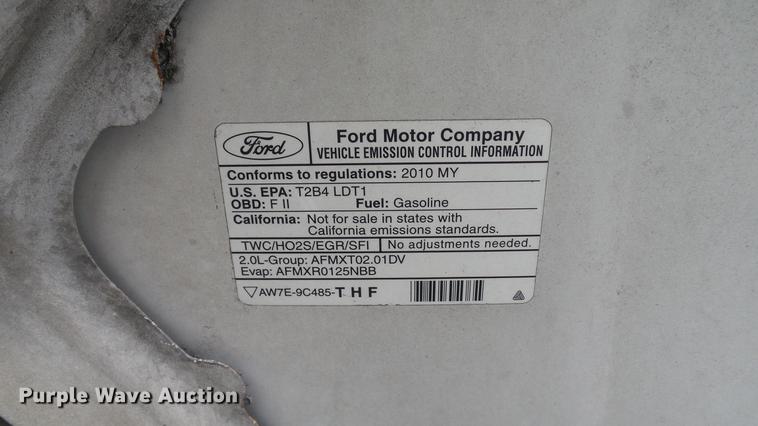 Ford
Ford Motor Company
VEHICLE EMISSION CONTROL INFORMATION
Conforms to regulations: 2010 MY
U.S. EPA: T2B4 LDT1
OBD: F II Fuel: Gasoline
California: Not for sale in states with
California emissions standards.
TWC/HO2S/EGR/SFI No adjustments needed.
2.0L-Group: AFMXT02.01DV
Evap: AFMXR0125NBB
AW7E-9C485-T H F
Purple Wave Auction